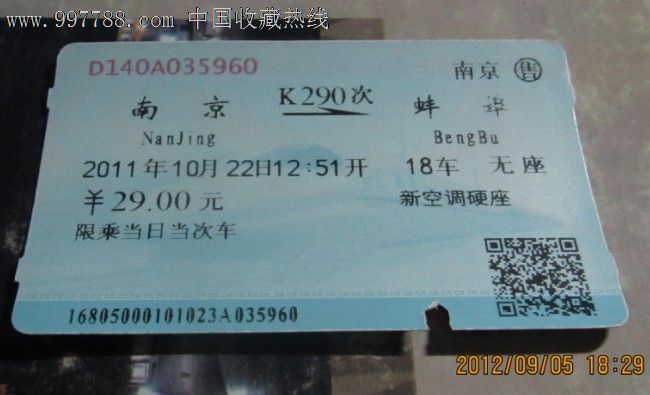 www.997788.com 中国收藏热线
D140A035960 南京 售
南京 K290次 蚌埠
NanJing BengBu
2011年10月22日12:51开 18车 无座
￥29.00元 新空调硬座
限乘当日当次车
16805000101023A035960
2012/09/05 18:29